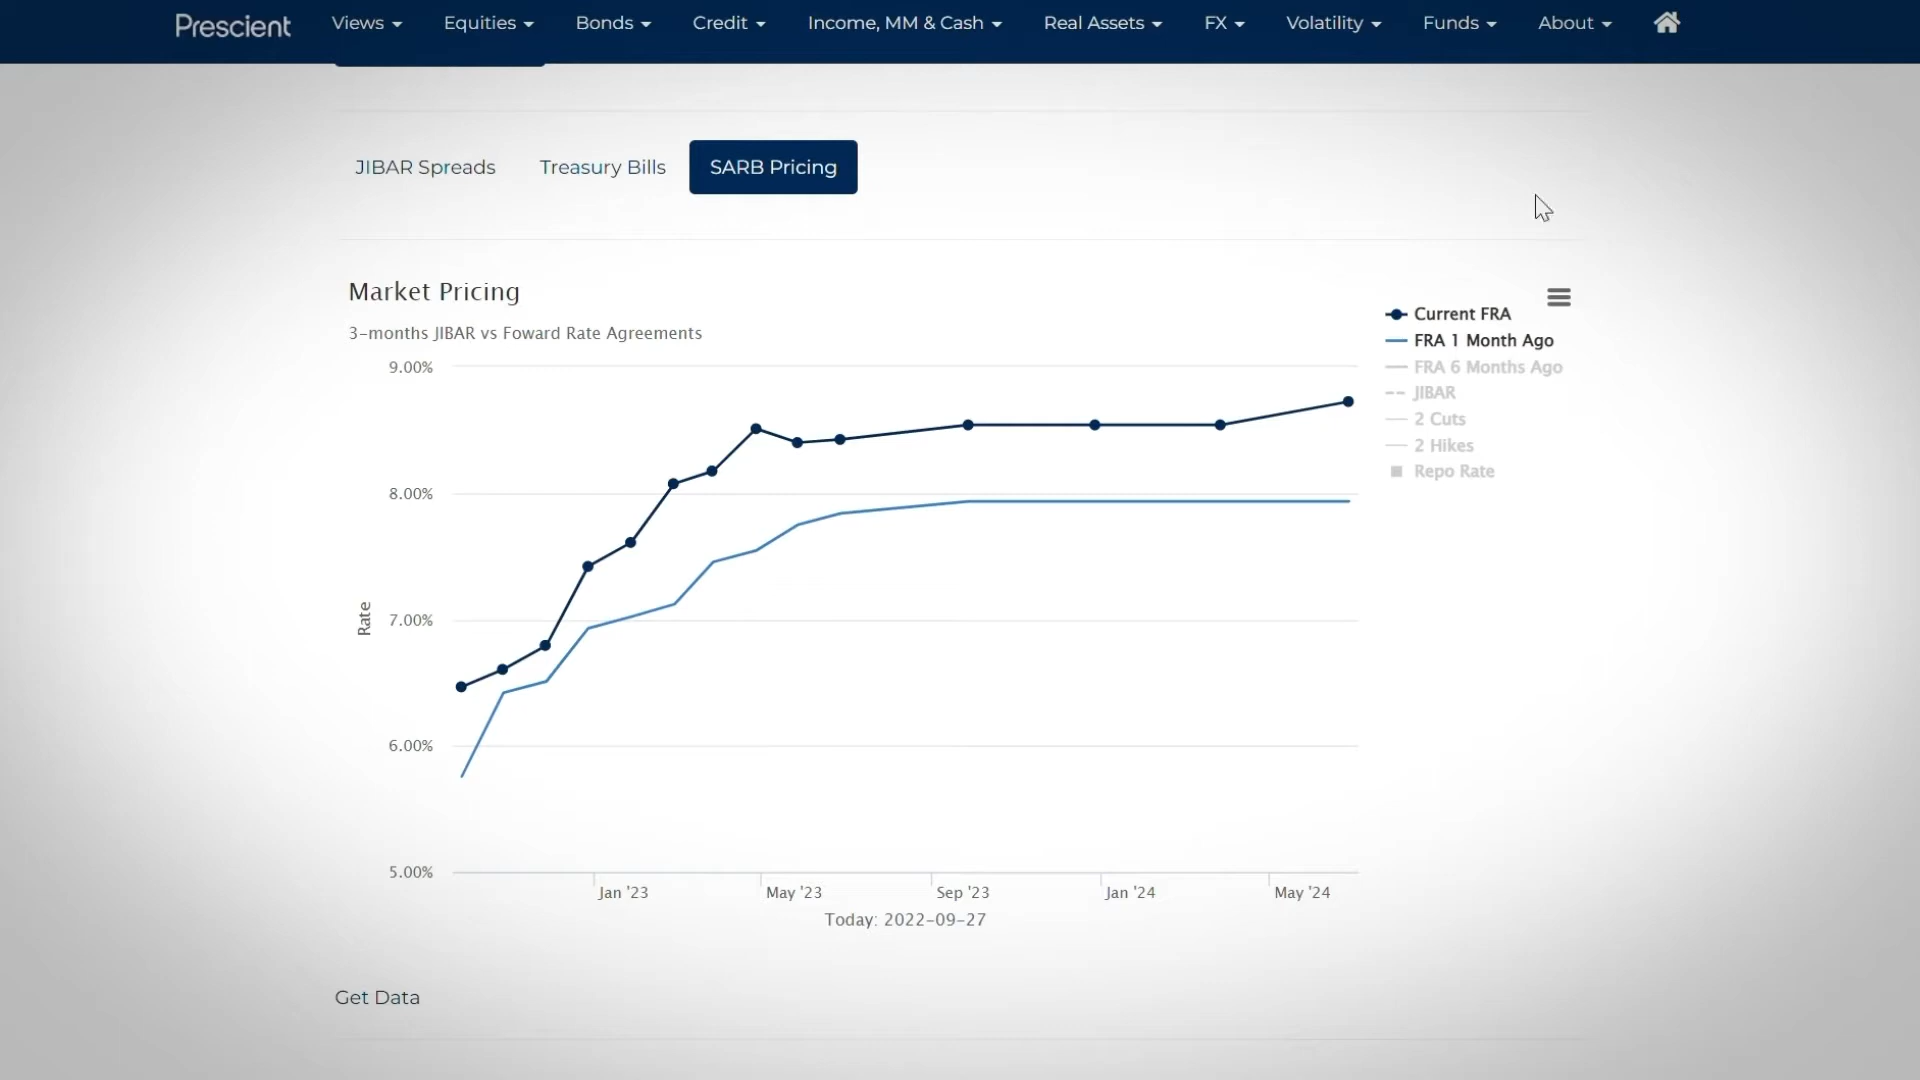 Prescient Views Equities Bonds Credit Income, MM & Cash Real Assets FX Volatility Funds About
JIBAR Spreads Treasury Bills SARB Pricing
Market Pricing
3-months JIBAR vs Foward Rate Agreements
Current FRA
FRA 1 Month Ago
FRA 6 Months Ago
JIBAR
2 Cuts
2 Hikes
Repo Rate
9.00%
8.00%
7.00%
6.00%
5.00%
Rate
Jan '23 May '23 Sep '23 Jan '24 May '24
Today: 2022-09-27
Get Data